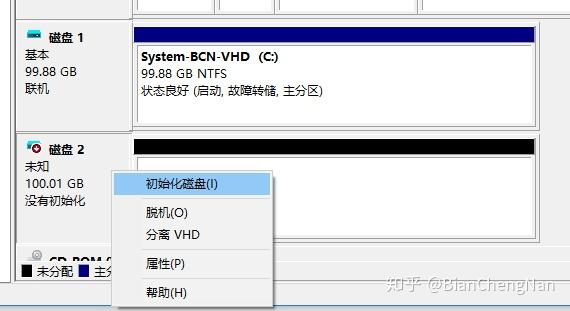 磁盘 1
基本
99.88 GB
联机
System-BCN-VHD (C:)
99.88 GB NTFS
状态良好 (启动, 故障转储, 主分区)
磁盘 2
未知
100.01 GB
没有初始化
初始化磁盘(I)
脱机(O)
分离 VHD
属性(P)
帮助(H)
CD-ROM
未分配 主分
知乎 @BianChengNan